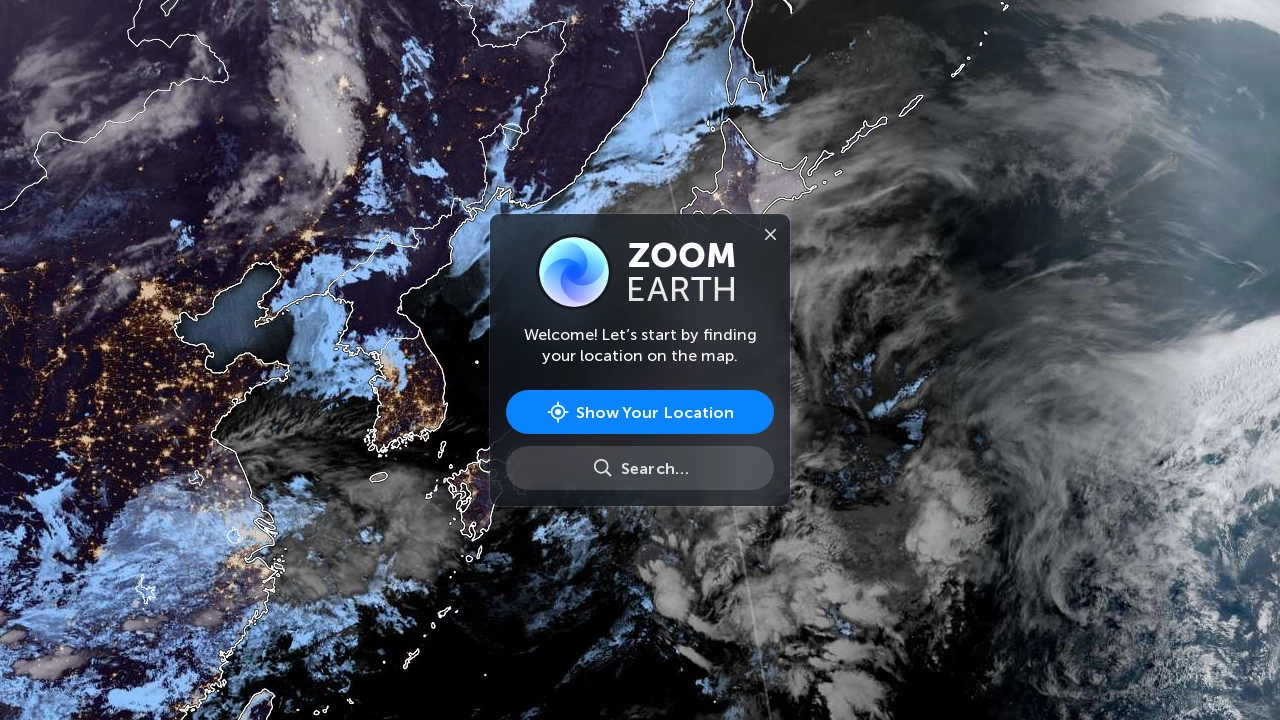 ZOOM
EARTH
Welcome! Let’s start by finding
your location on the map.
Show Your Location
Search…